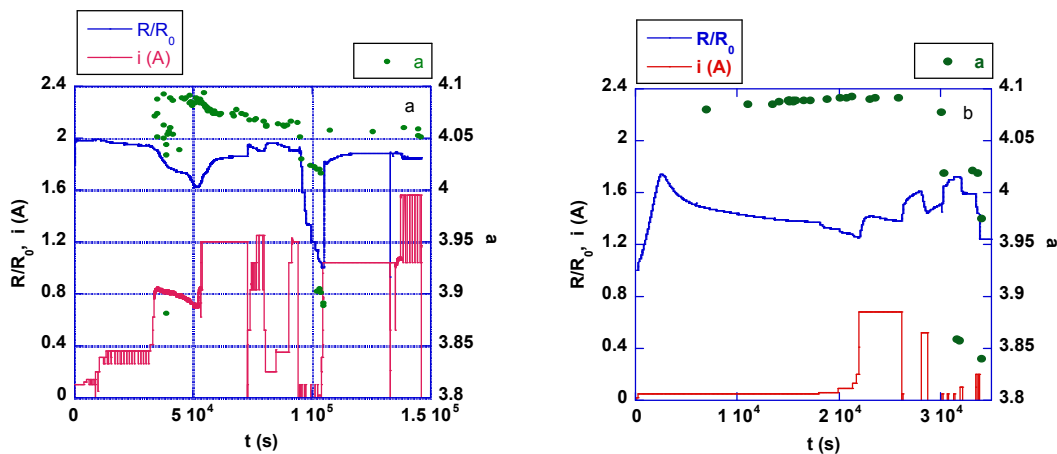 R/R0
i (A)
a
2.4
2
1.6
1.2
0.8
0.4
0
R/R0, i (A)
a
4.1
4.05
4
3.95
3.9
3.85
3.8
a
0
5 10^4
1 10^5
1.5 10^5
t (s)
R/R0
i (A)
a
2.4
2
1.6
1.2
0.8
0.4
0
R/R0, i (A)
b
4.1
4.05
4
3.95
3.9
3.85
3.8
a
0
1 10^4
2 10^4
3 10^4
t (s)